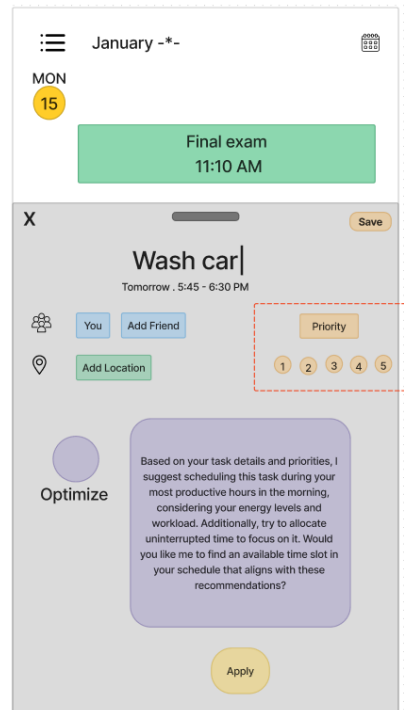 January -*-
MON
15
Final exam
11:10 AM
X
Save
Wash car
Tomorrow . 5:45 - 6:30 PM
You
Add Friend
Priority
Add Location
1 2 3 4 5
Optimize
Based on your task details and priorities, I
suggest scheduling this task during your
most productive hours in the morning,
considering your energy levels and
workload. Additionally, try to allocate
uninterrupted time to focus on it. Would
you like me to find an available time slot in
your schedule that aligns with these
recommendations?
Apply